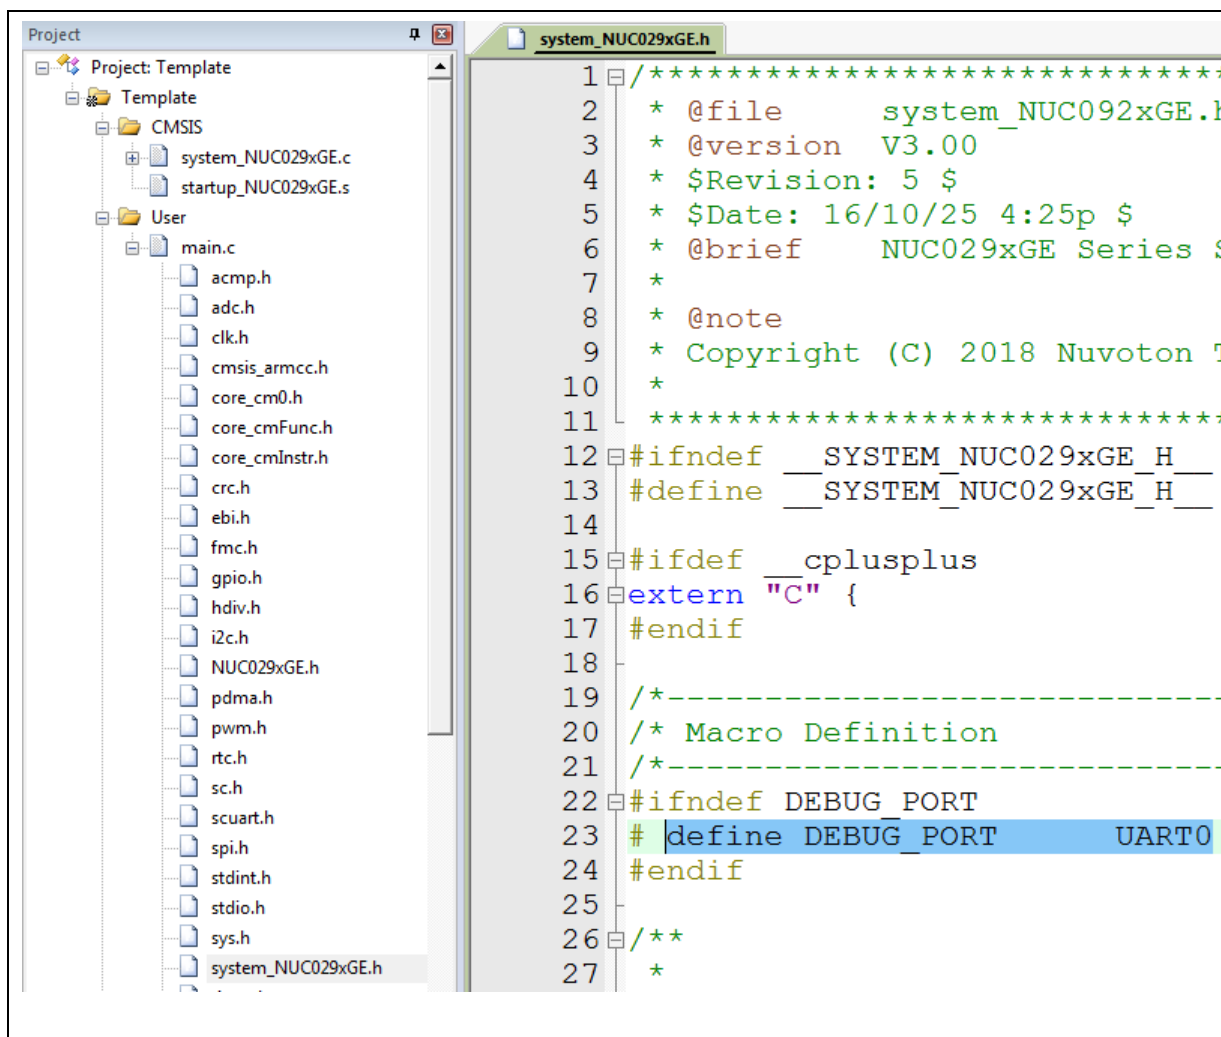 Project
Project: Template
Template
CMSIS
system_NUC029xGE.c
startup_NUC029xGE.s
User
main.c
acmp.h
adc.h
clk.h
cmsis_armcc.h
core_cm0.h
core_cmFunc.h
core_cmInstr.h
crc.h
ebi.h
fmc.h
gpio.h
hdiv.h
i2c.h
NUC029xGE.h
pdma.h
pwm.h
rtc.h
sc.h
scuart.h
spi.h
stdint.h
stdio.h
sys.h
system_NUC029xGE.h
system_NUC029xGE.h
1 /******************************
2 * @file system_NUC092xGE.h
3 * @version V3.00
4 * $Revision: 5 $
5 * $Date: 16/10/25 4:25p $
6 * @brief NUC029xGE Series
7 *
8 * @note
9 * Copyright (C) 2018 Nuvoton
10 *
11 ******************************
12 #ifndef __SYSTEM_NUC029xGE_H__
13 #define __SYSTEM_NUC029xGE_H__
14
15 #ifdef __cplusplus
16 extern "C" {
17 #endif
18
19 /*-----------------------------
20 /* Macro Definition
21 /*-----------------------------
22 #ifndef DEBUG_PORT
23 # define DEBUG_PORT UART0
24 #endif
25
26 /**
27 *